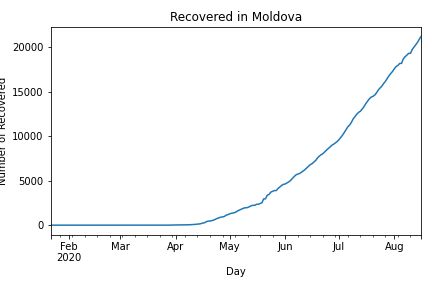 Recovered in Moldova
Number of Recovered
20000
15000
10000
5000
0
Feb Mar Apr May Jun Jul Aug
2020
Day